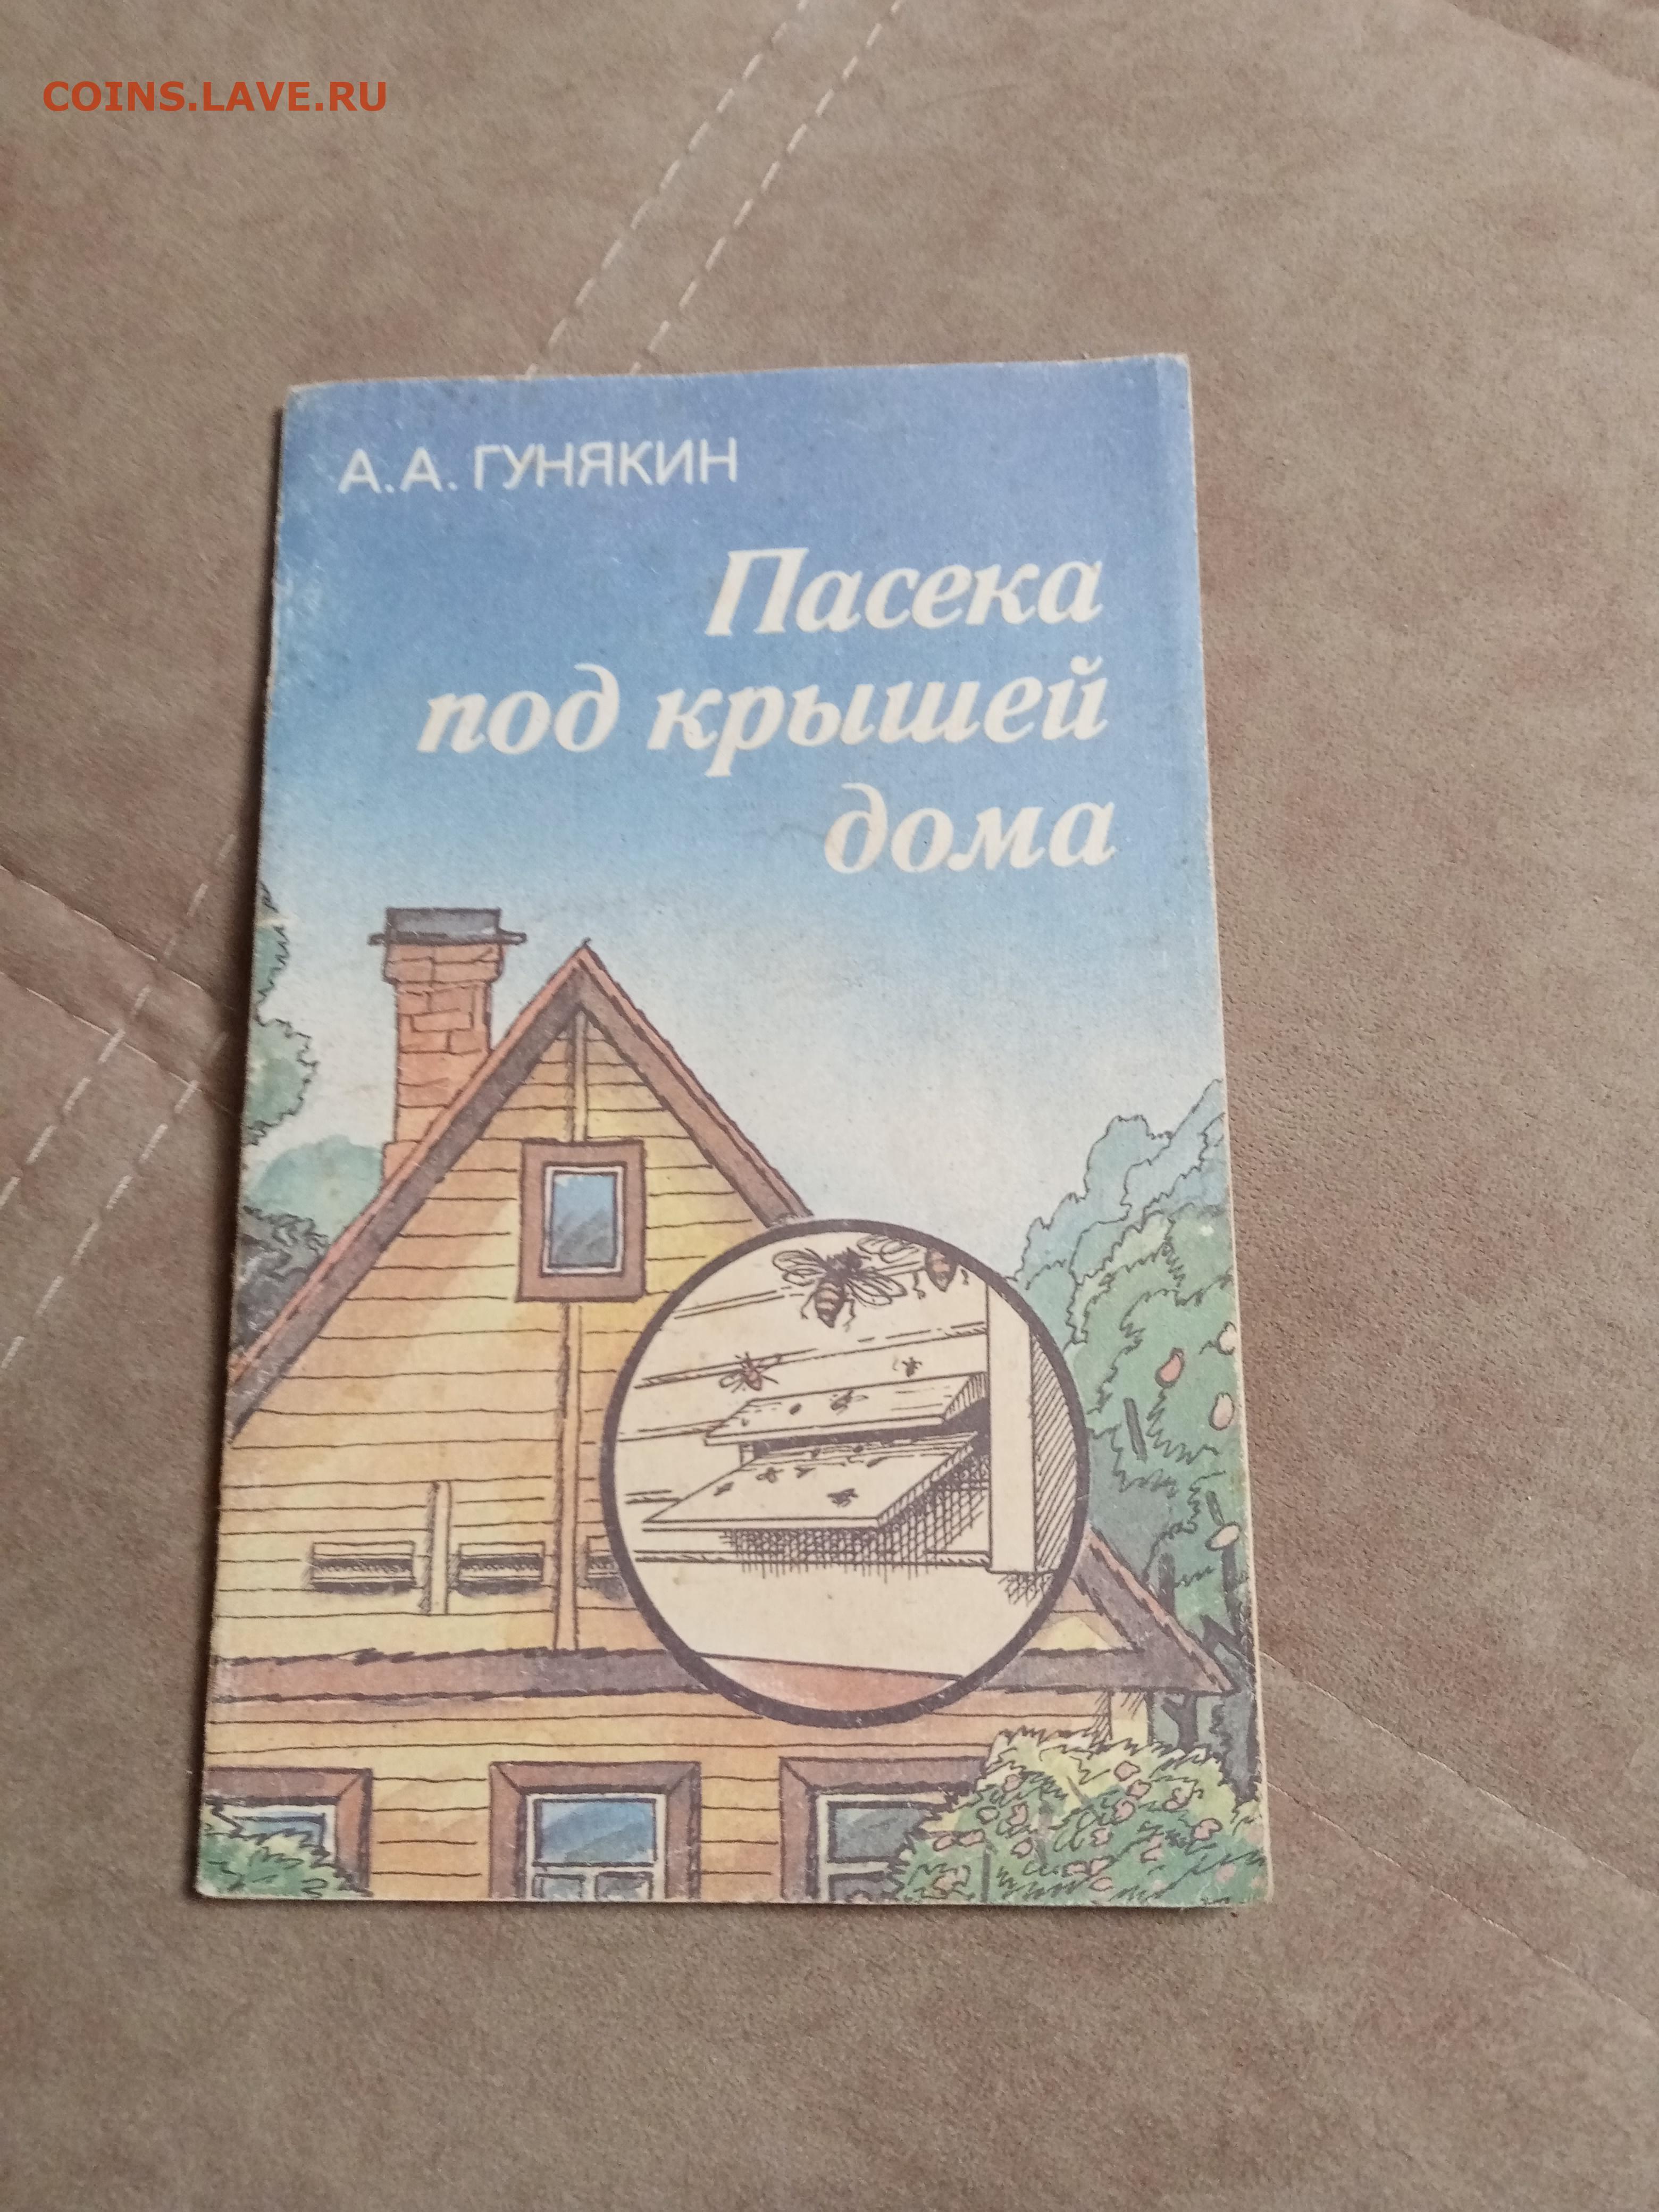 COINS.LAVE.RU
А.А. ГУНЯКИН
Пасека
под крышей
дома